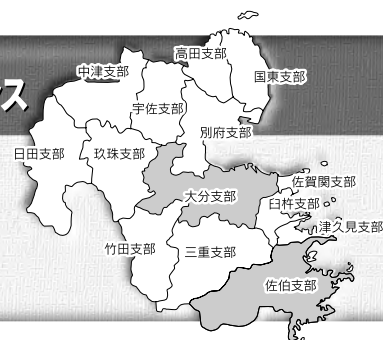 高田支部
中津支部
国東支部
ンス
宇佐支部
別府支部
日田支部
玖珠支部
佐賀関支部
大分支部
臼杵支部
津久見支部
竹田支部
三重支部
佐伯支部